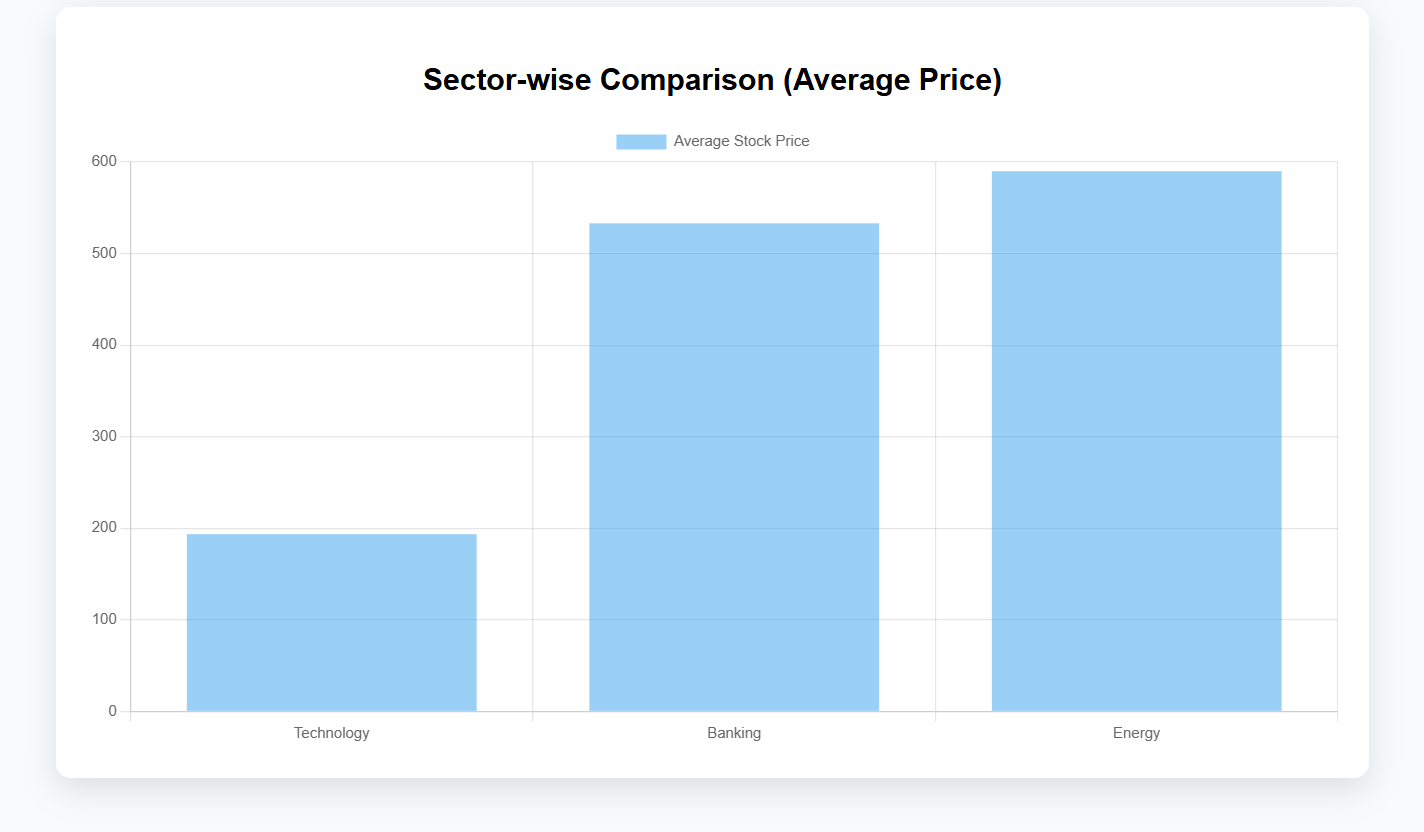 Sector-wise Comparison (Average Price)
Average Stock Price
600
500
400
300
200
100
0
Technology Banking Energy